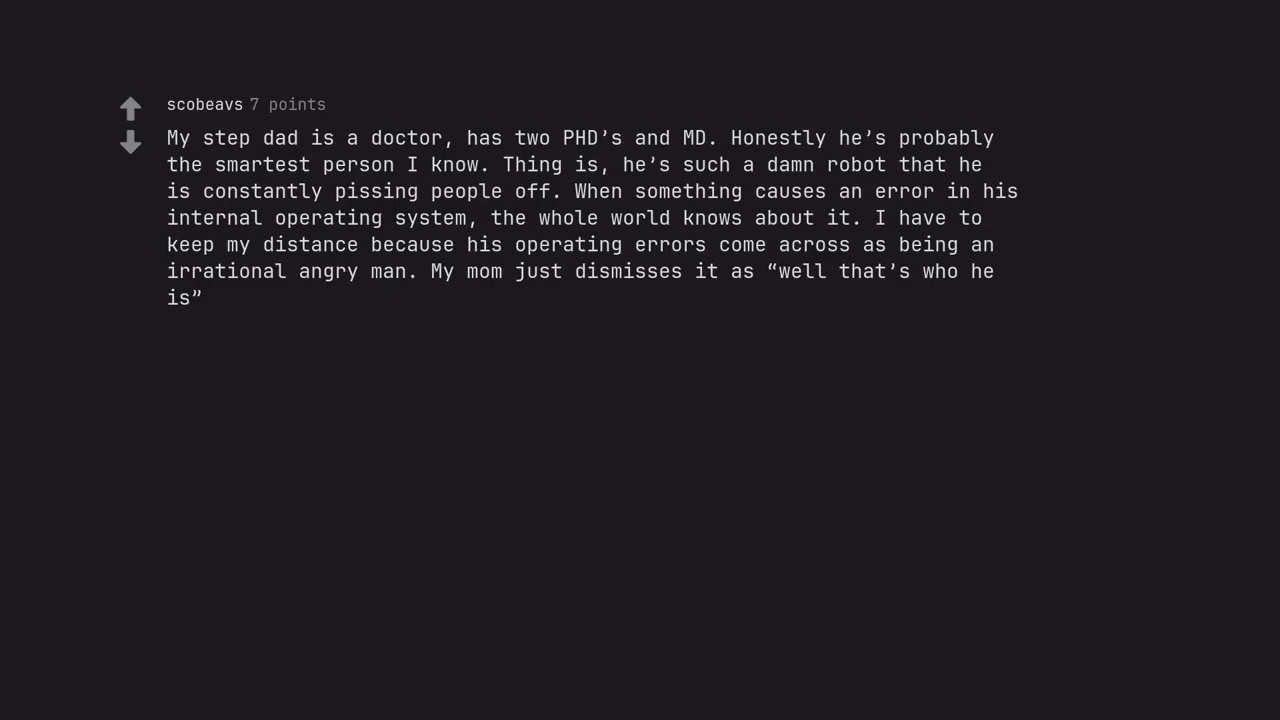 scobeavs 7 points
My step dad is a doctor, has two PHD’s and MD. Honestly he’s probably
the smartest person I know. Thing is, he’s such a damn robot that he
is constantly pissing people off. When something causes an error in his
internal operating system, the whole world knows about it. I have to
keep my distance because his operating errors come across as being an
irrational angry man. My mom just dismisses it as “well that’s who he
is”